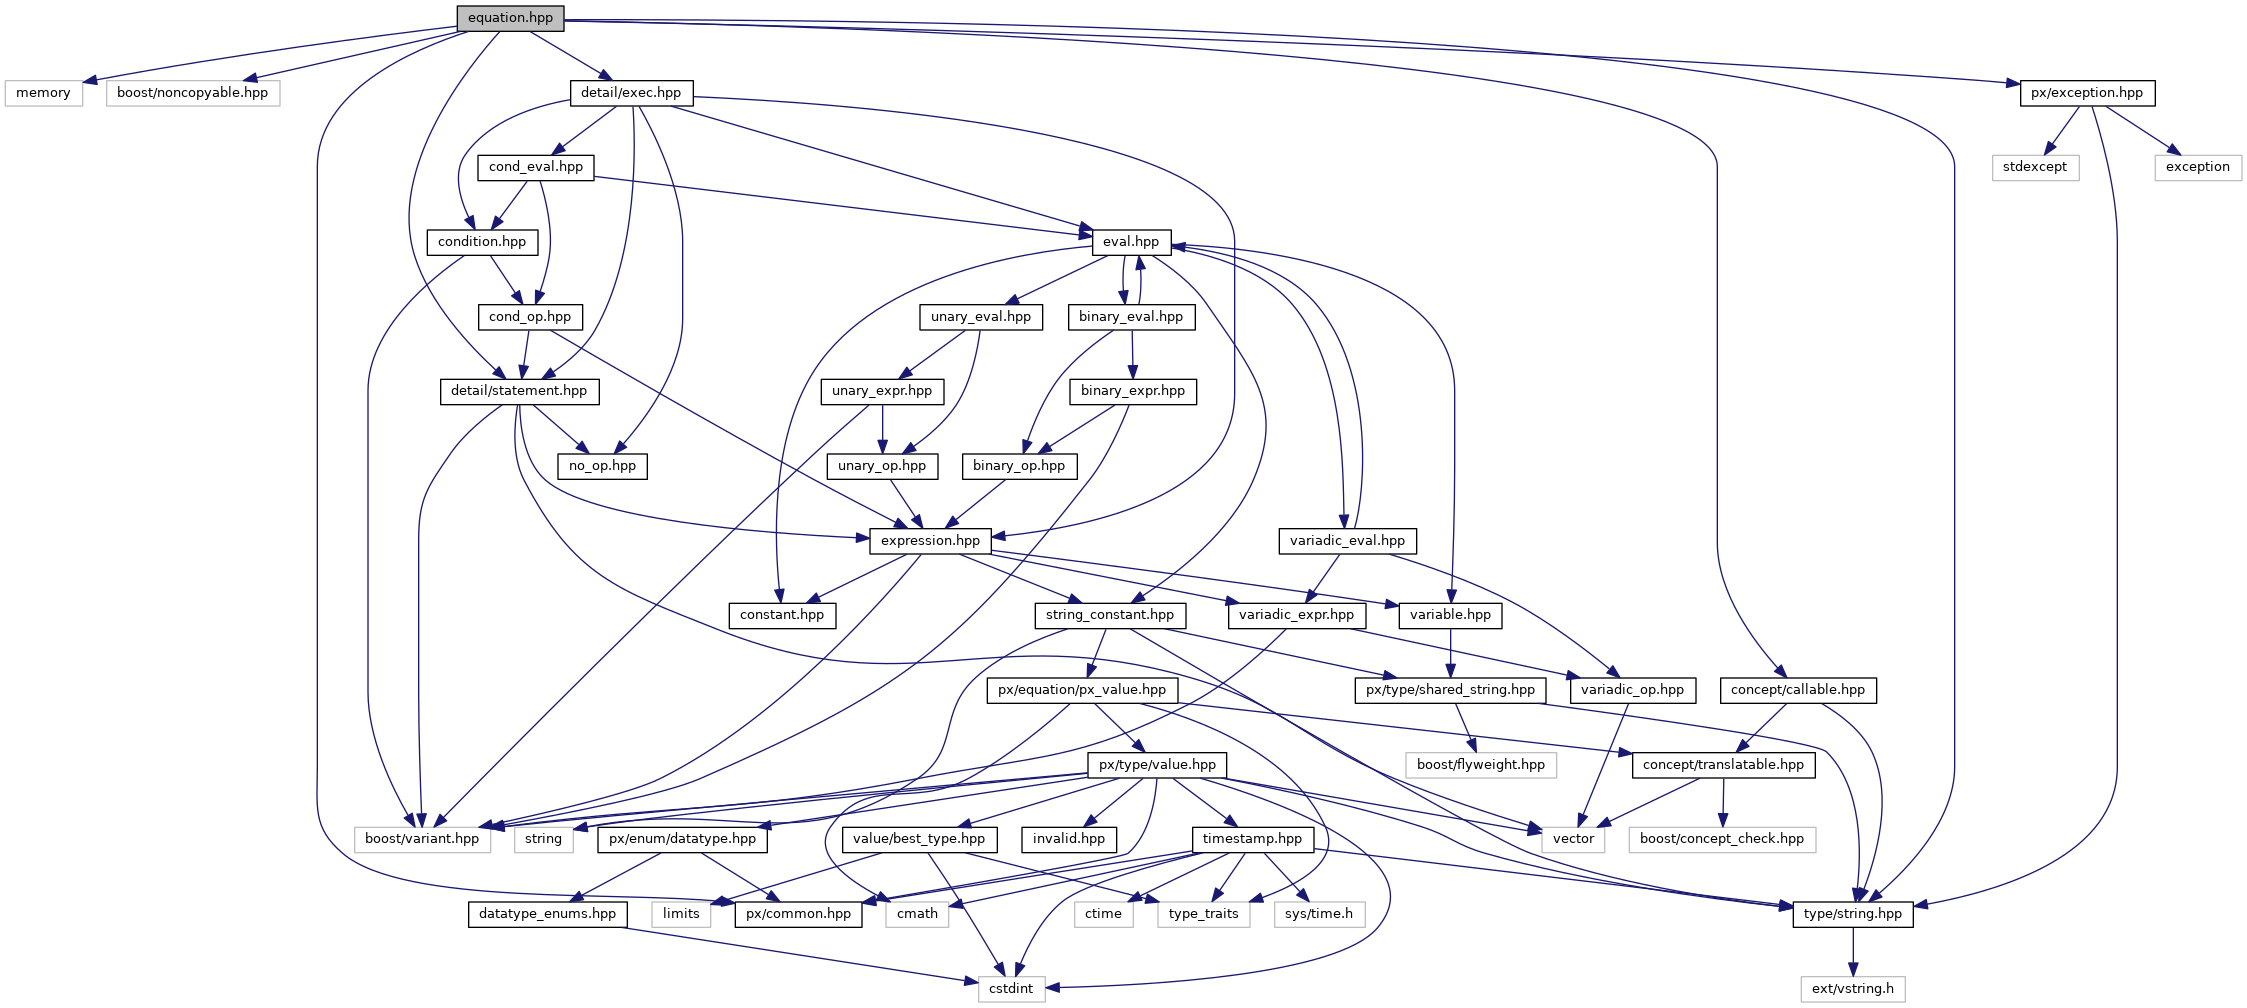 equation.hpp
memory
boost/noncopyable.hpp
detail/exec.hpp
px/exception.hpp
cond_eval.hpp
stdexcept
exception
condition.hpp
eval.hpp
cond_op.hpp
unary_eval.hpp
binary_eval.hpp
detail/statement.hpp
unary_expr.hpp
binary_expr.hpp
no_op.hpp
unary_op.hpp
binary_op.hpp
expression.hpp
variadic_eval.hpp
constant.hpp
string_constant.hpp
variadic_expr.hpp
variable.hpp
px/equation/px_value.hpp
px/type/shared_string.hpp
variadic_op.hpp
concept/callable.hpp
px/type/value.hpp
boost/flyweight.hpp
concept/translatable.hpp
boost/variant.hpp
string
px/enum/datatype.hpp
value/best_type.hpp
invalid.hpp
timestamp.hpp
vector
boost/concept_check.hpp
datatype_enums.hpp
limits
px/common.hpp
cmath
ctime
type_traits
sys/time.h
type/string.hpp
cstdint
ext/vstring.h